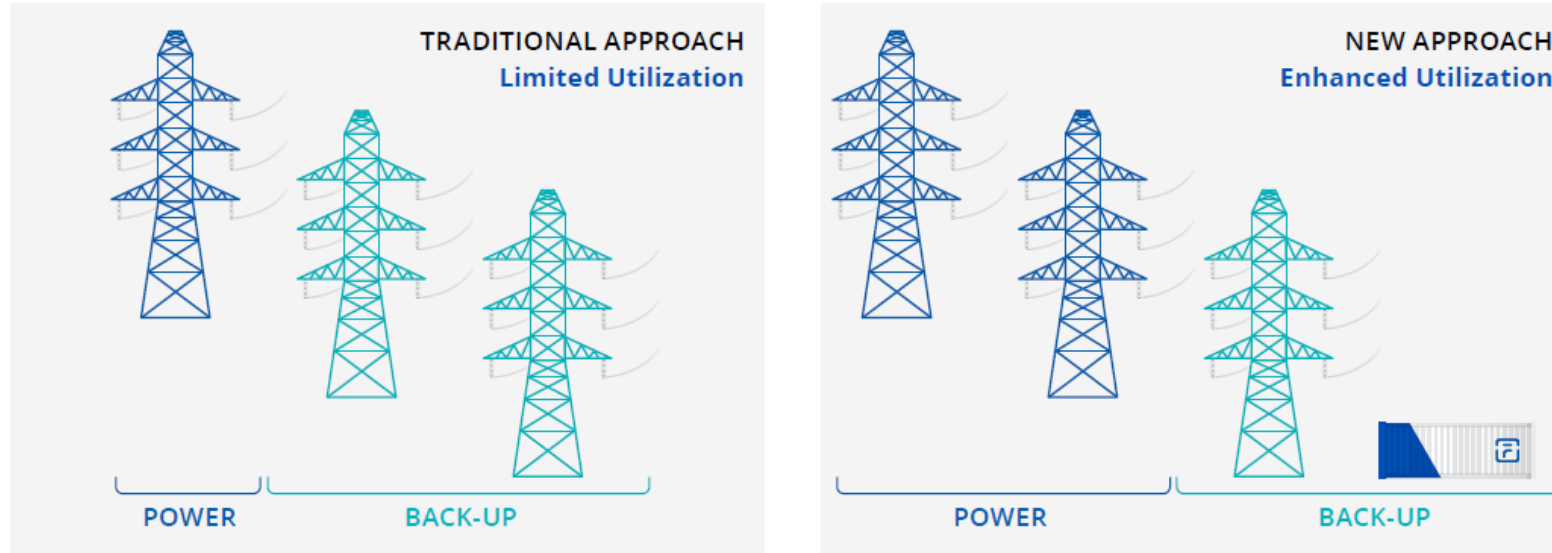 TRADITIONAL APPROACH
Limited Utilization
POWER
BACK-UP
NEW APPROACH
Enhanced Utilization
POWER
BACK-UP